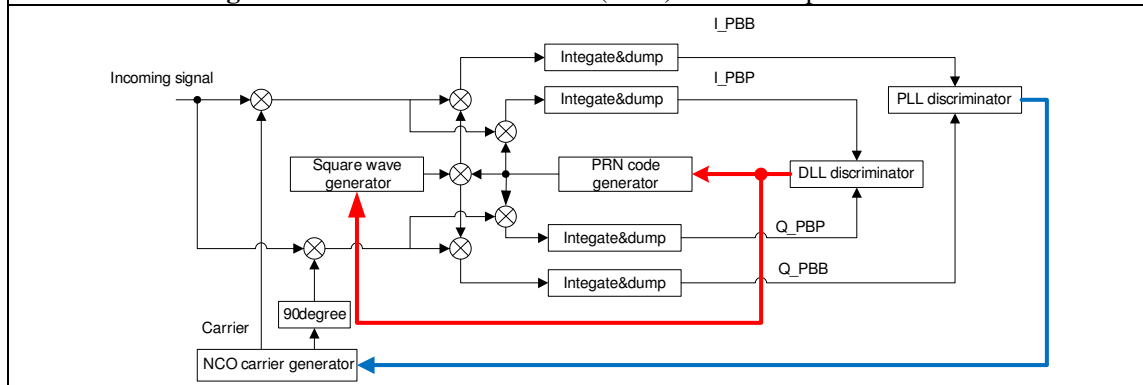 I_PBB
Integate&dump
Incoming signal
I_PBP
Integate&dump
PLL discriminator
Square wave
generator
PRN code
generator
DLL discriminator
Q_PBP
Integate&dump
Q_PBB
Integate&dump
90degree
Carrier
NCO carrier generator